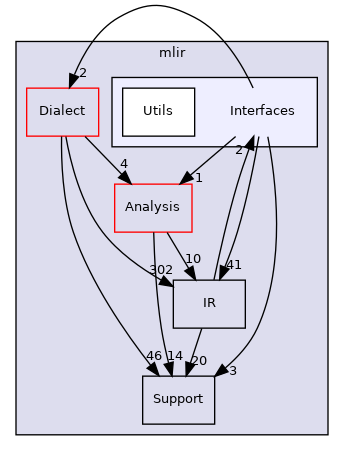 mlir
2
Dialect
Utils
Interfaces
4
2
1
Analysis
302
10
41
IR
46
14
20
3
Support